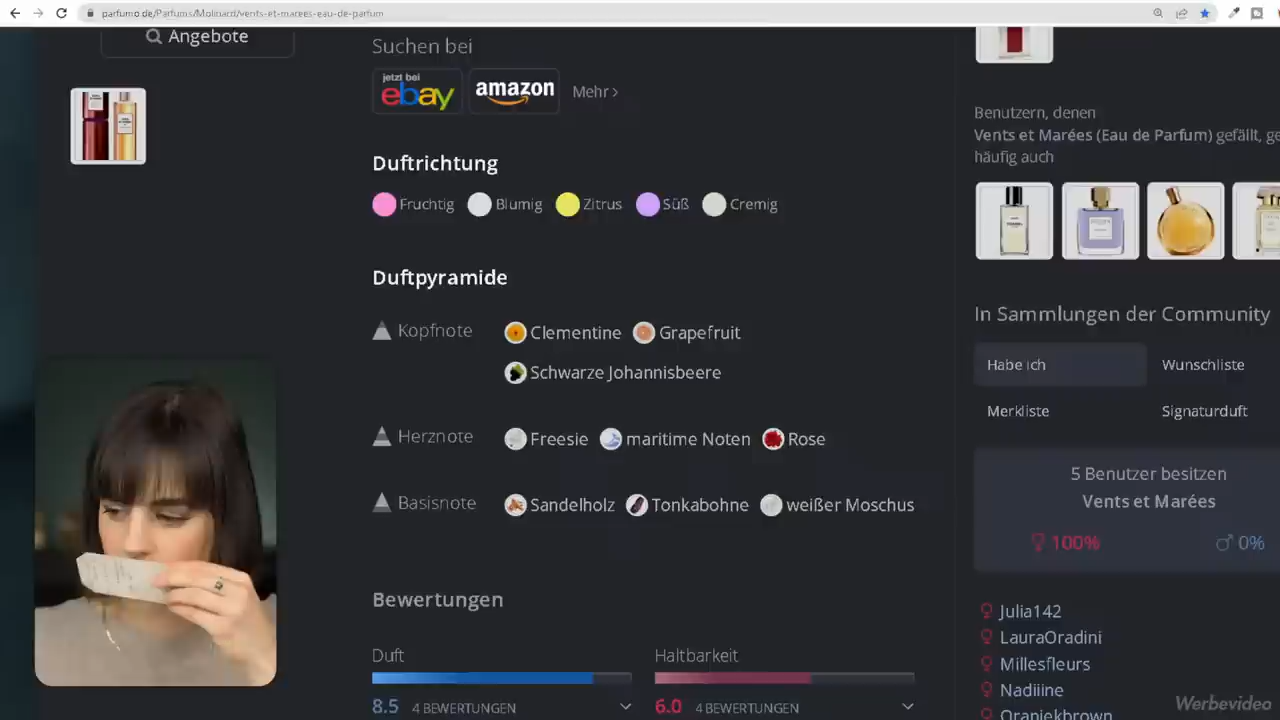 parfumo.de/Parfums/Molinard/vents-et-marees-eau-de-parfum
Angebote
Suchen bei
jetzt bei
ebay
amazon
Mehr ›
Duftrichtung
Fruchtig Blumig Zitrus Süß Cremig
Duftpyramide
Kopfnote Clementine Grapefruit
Schwarze Johannisbeere
Herznote Freesie maritime Noten Rose
Basisnote Sandelholz Tonkabohne weißer Moschus
Bewertungen
Duft Haltbarkeit
8.5 4 BEWERTUNGEN 6.0 4 BEWERTUNGEN
Benutzern, denen
Vents et Marées (Eau de Parfum) gefällt, ge
häufig auch
In Sammlungen der Community
Habe ich Wunschliste
Merkliste Signaturduft
5 Benutzer besitzen
Vents et Marées
♀ 100% ♂ 0%
♀ Julia142
♀ LauraOradini
♀ Millesfleurs
♀ Nadiiine
♀ Oranjekbrown
Werbevideo